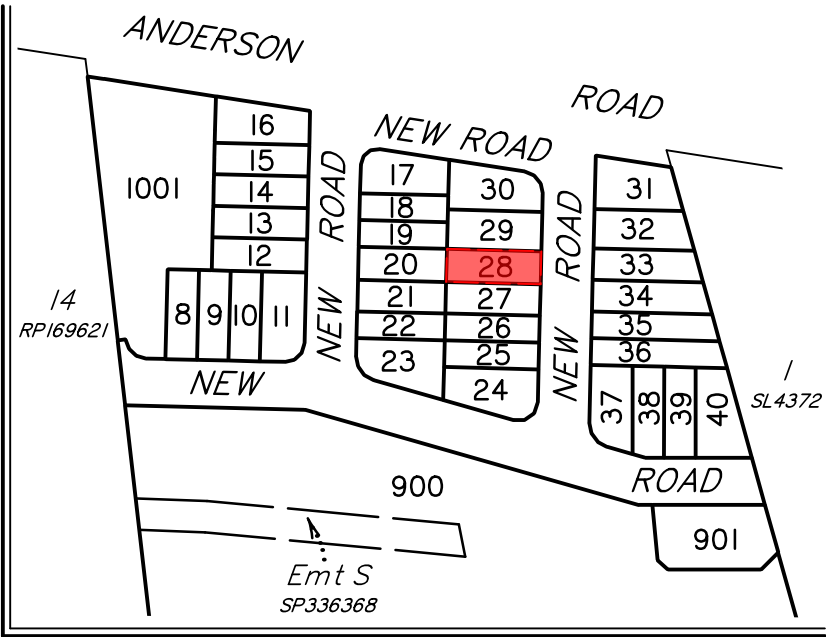 ANDERSON
ROAD
NEW ROAD
16
15
14
13
12
1001
8 9 10 11
14
RP169621
NEW
NEW ROAD
17
18
19
20
21
22
23
30
29
28
27
26
25
24
NEW ROAD
31
32
33
34
35
36
37 38 39 40
1
SL4372
ROAD
900
901
Emt S
SP336368